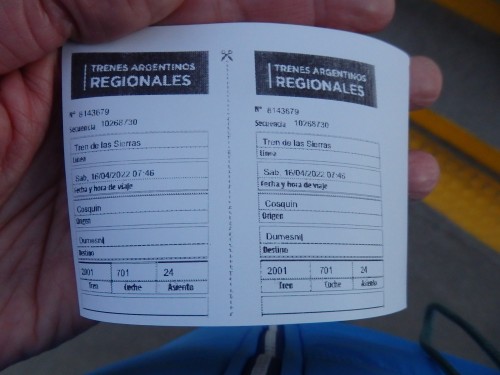 TRENES ARGENTINOS
REGIONALES
Nº 8143679
Secuencia 10268730
Tren de las Sierras
Línea
Sab, 16/04/2022 07:46
Fecha y hora de viaje
Cosquin
Origen
Dumesnil
Destino
2001 701 24
Tren Coche Asiento
TRENES ARGENTINOS
REGIONALES
Nº 8143679
Secuencia 10268730
Tren de las Sierras
Línea
Sab, 16/04/2022 07:46
Fecha y hora de viaje
Cosquin
Origen
Dumesnil
Destino
2001 701 24
Tren Coche Asiento